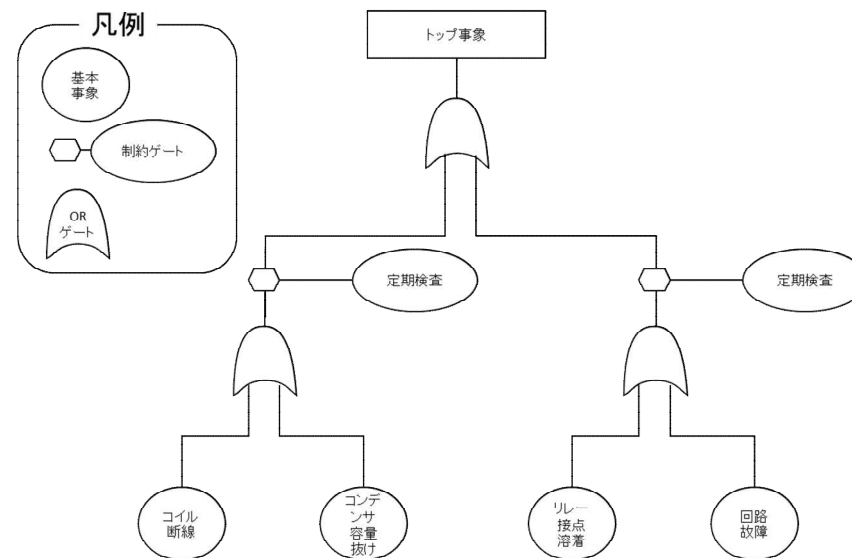 凡例
基本
事象
制約ゲート
OR
ゲート
トップ事象
定期検査
定期検査
コイル
断線
コンデ
ンサ
容量
抜け
リレー
接点
溶着
回路
故障